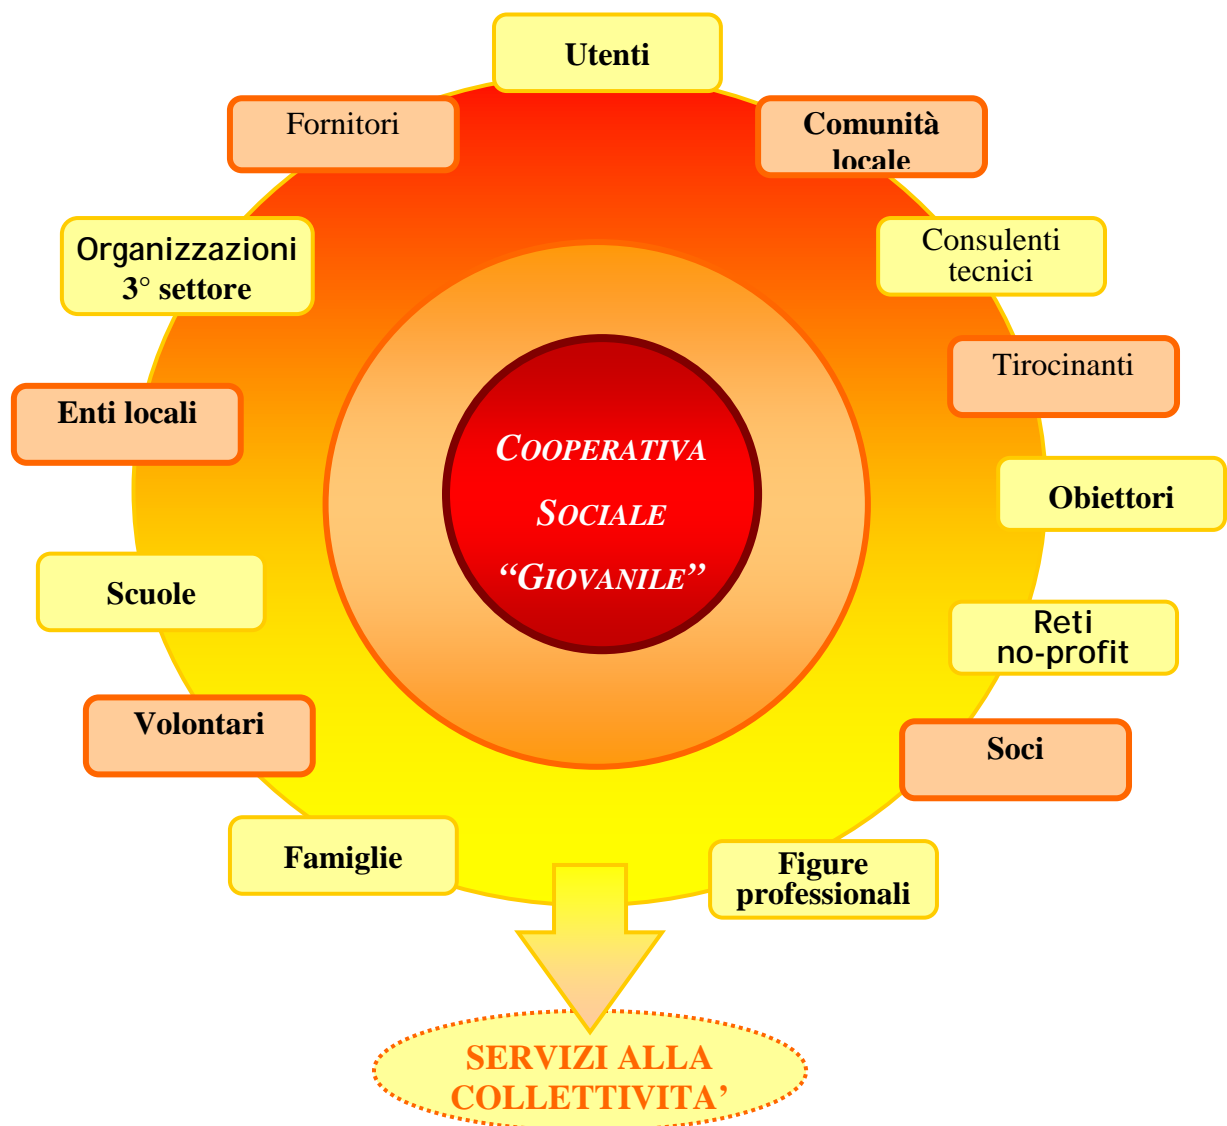 Utenti
Fornitori
Comunità
locale
Organizzazioni
3° settore
Consulenti
tecnici
Tirocinanti
Enti locali
COOPERATIVA
SOCIALE
“GIOVANILE”
Obiettori
Scuole
Reti
no-profit
Volontari
Soci
Famiglie
Figure
professionali
SERVIZI ALLA
COLLETTIVITA’